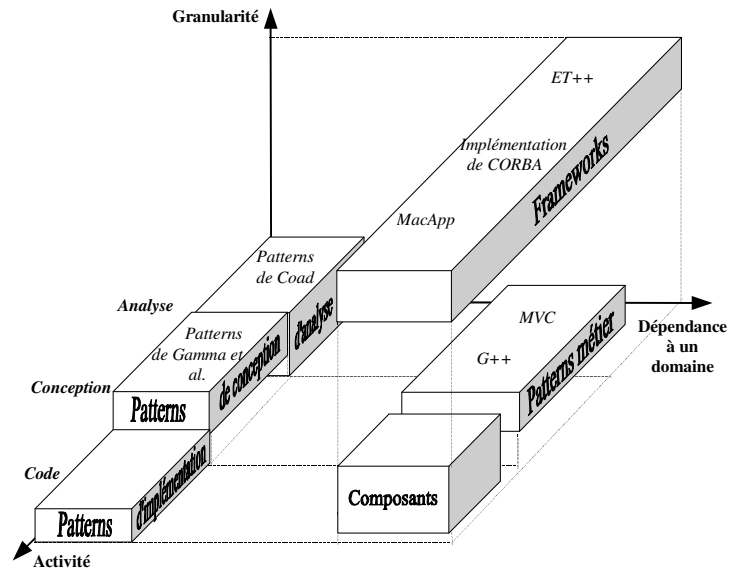 Granularité
ET++
Implémentation
de CORBA
Frameworks
MacApp
Patterns
de Coad
d'analyse
Analyse
Patterns
de Gamma et
al.
de conception
MVC
G++
Patterns métier
Dépendance
à un
domaine
Conception
Patterns
Code
d'implémentation
Composants
Patterns
Activité